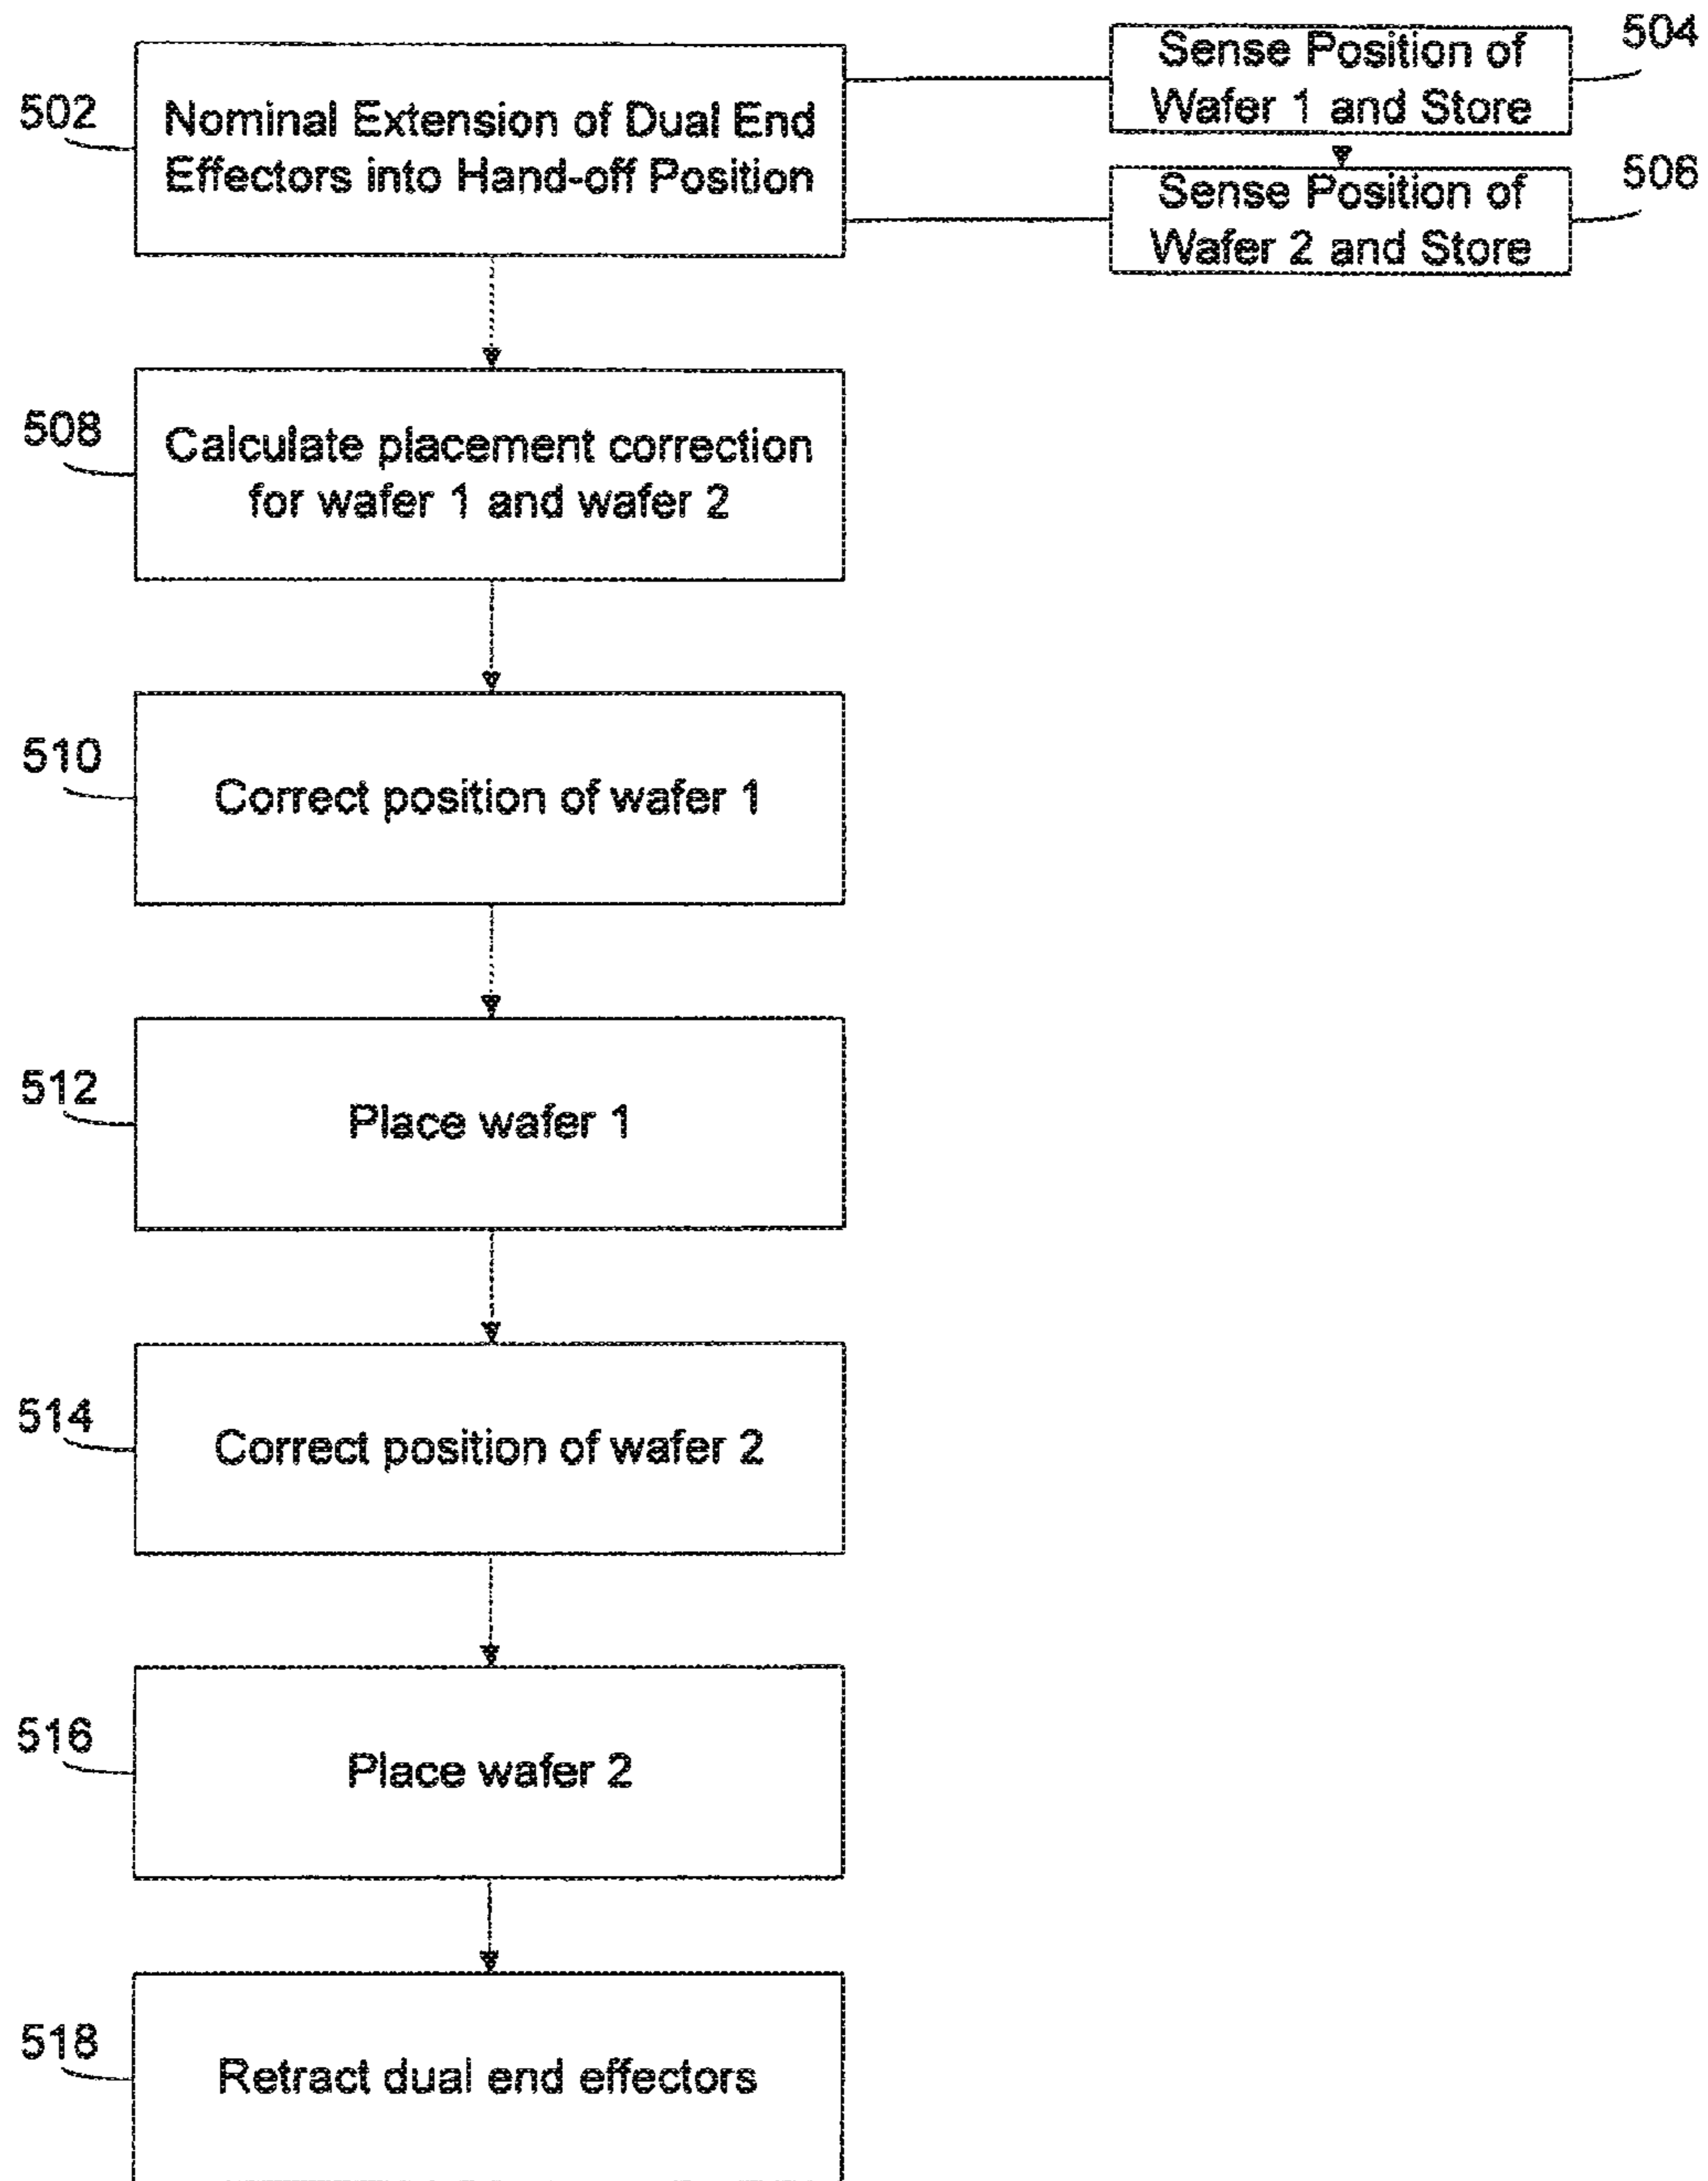 504
Sense Position of
Wafer 1 and Store
502
Nominal Extension of Dual End
Effectors into Hand-off Position
506
Sense Position of
Wafer 2 and Store
508
Calculate placement correction
for wafer 1 and wafer 2
510
Correct position of wafer 1
512
Place wafer 1
514
Correct position of wafer 2
516
Place wafer 2
518
Retract dual end effectors